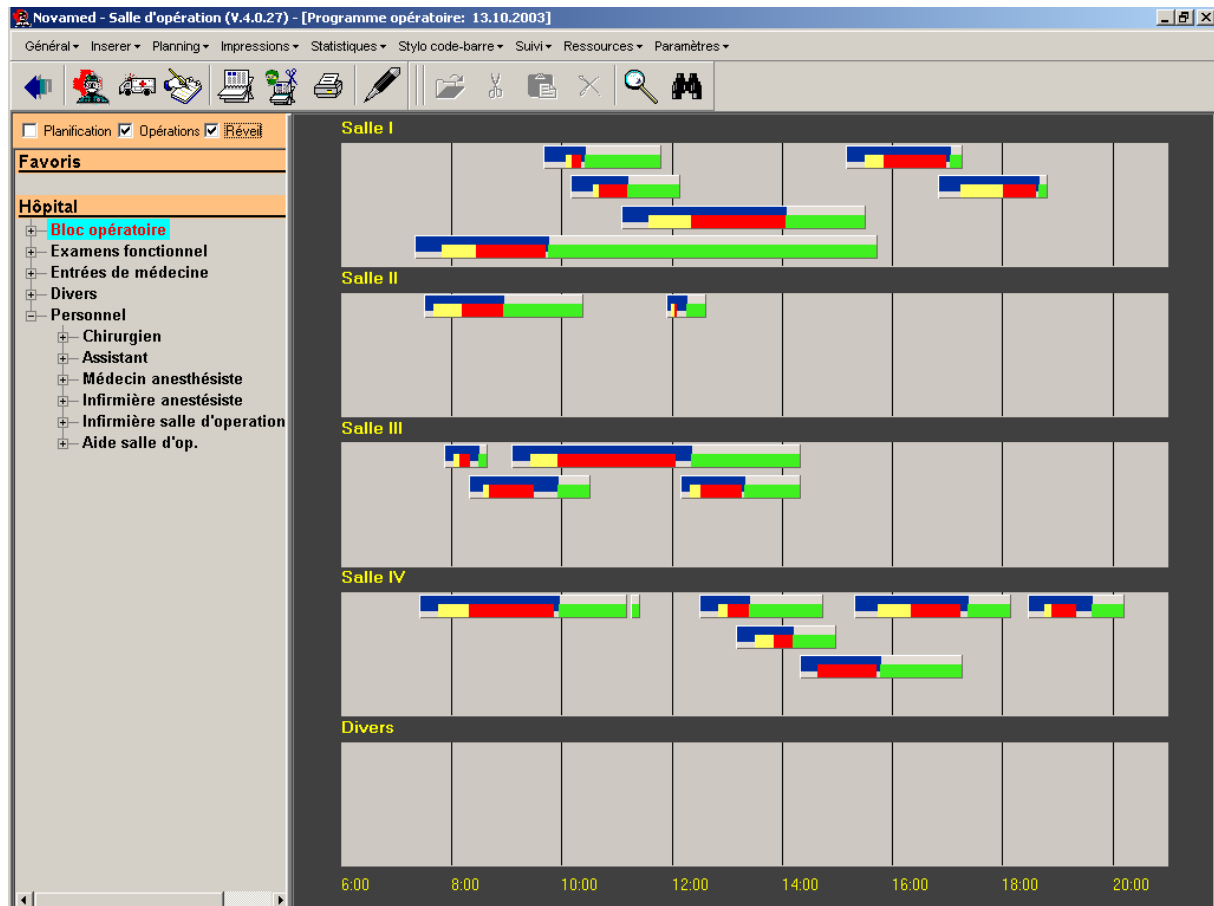 Novamed - Salle d'opération (V.4.0.27) - [Programme opératoire: 13.10.2003]
Général Inserer Planning Impressions Statistiques Stylo code-barre Suivi Ressources Paramètres
Planification Opérations Réveil
Favoris
Hôpital
Bloc opératoire
Examens fonctionnel
Entrées de médecine
Divers
Personnel
Chirurgien
Assistant
Médecin anesthésiste
Infirmière anestésiste
Infirmière salle d'operation
Aide salle d'op.
Salle I
Salle II
Salle III
Salle IV
Divers
6:00 8:00 10:00 12:00 14:00 16:00 18:00 20:00